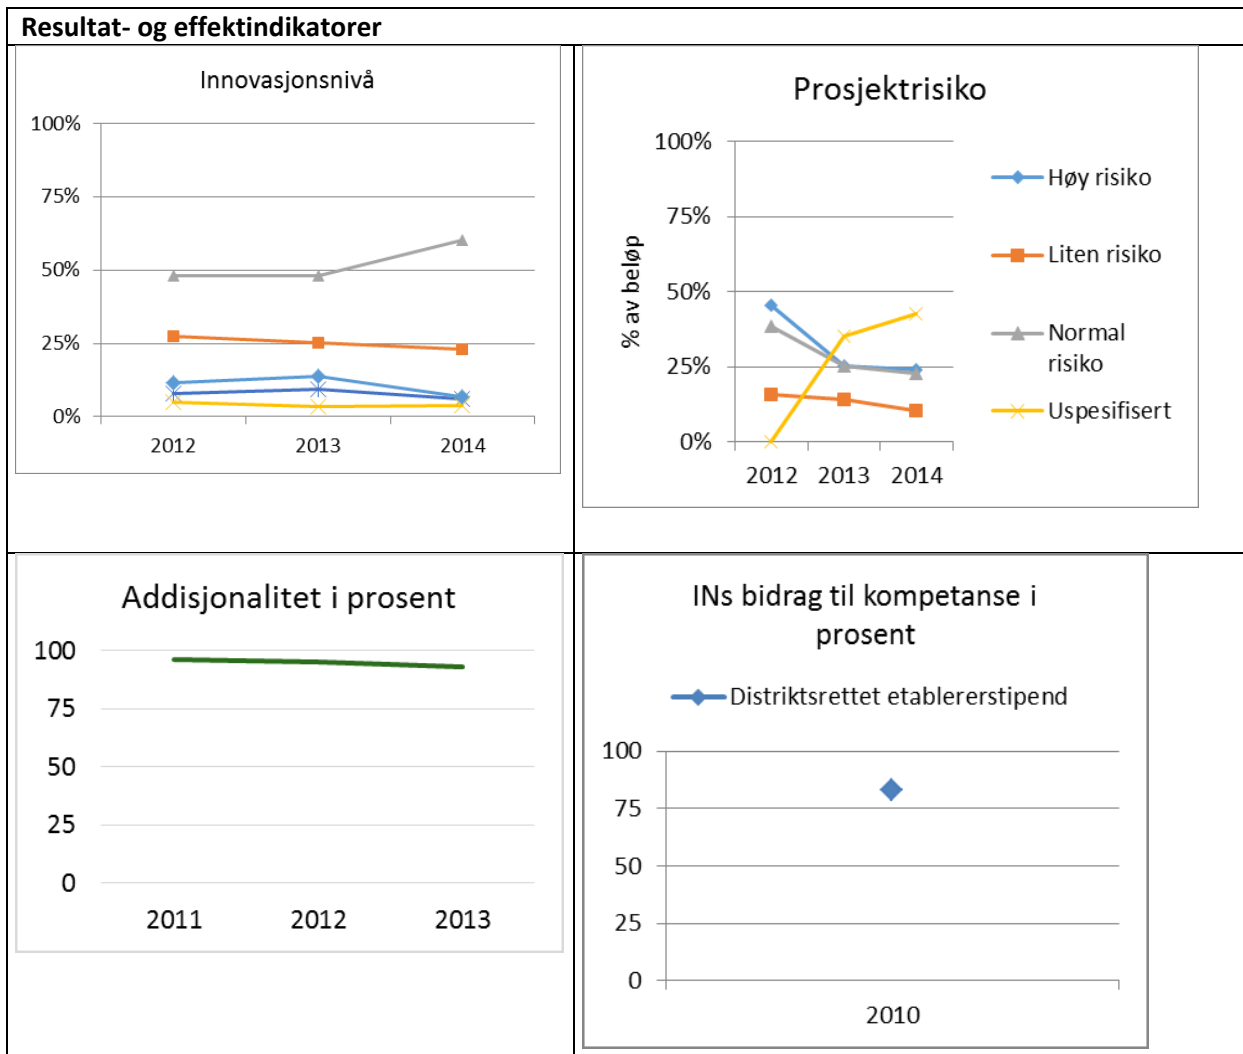 Resultat- og effektindikatorer
Innovasjonsnivå
100%
75%
50%
25%
0%
2012 2013 2014
Prosjektrisiko
% av beløp
100%
75%
50%
25%
0%
2012 2013 2014
Høy risiko
Liten risiko
Normal
risiko
Uspesifisert
Addisjonalitet i prosent
100
75
50
25
0
2011 2012 2013
INs bidrag til kompetanse i
prosent
Distriktsrettet etablererstipend
100
75
50
25
0
2010